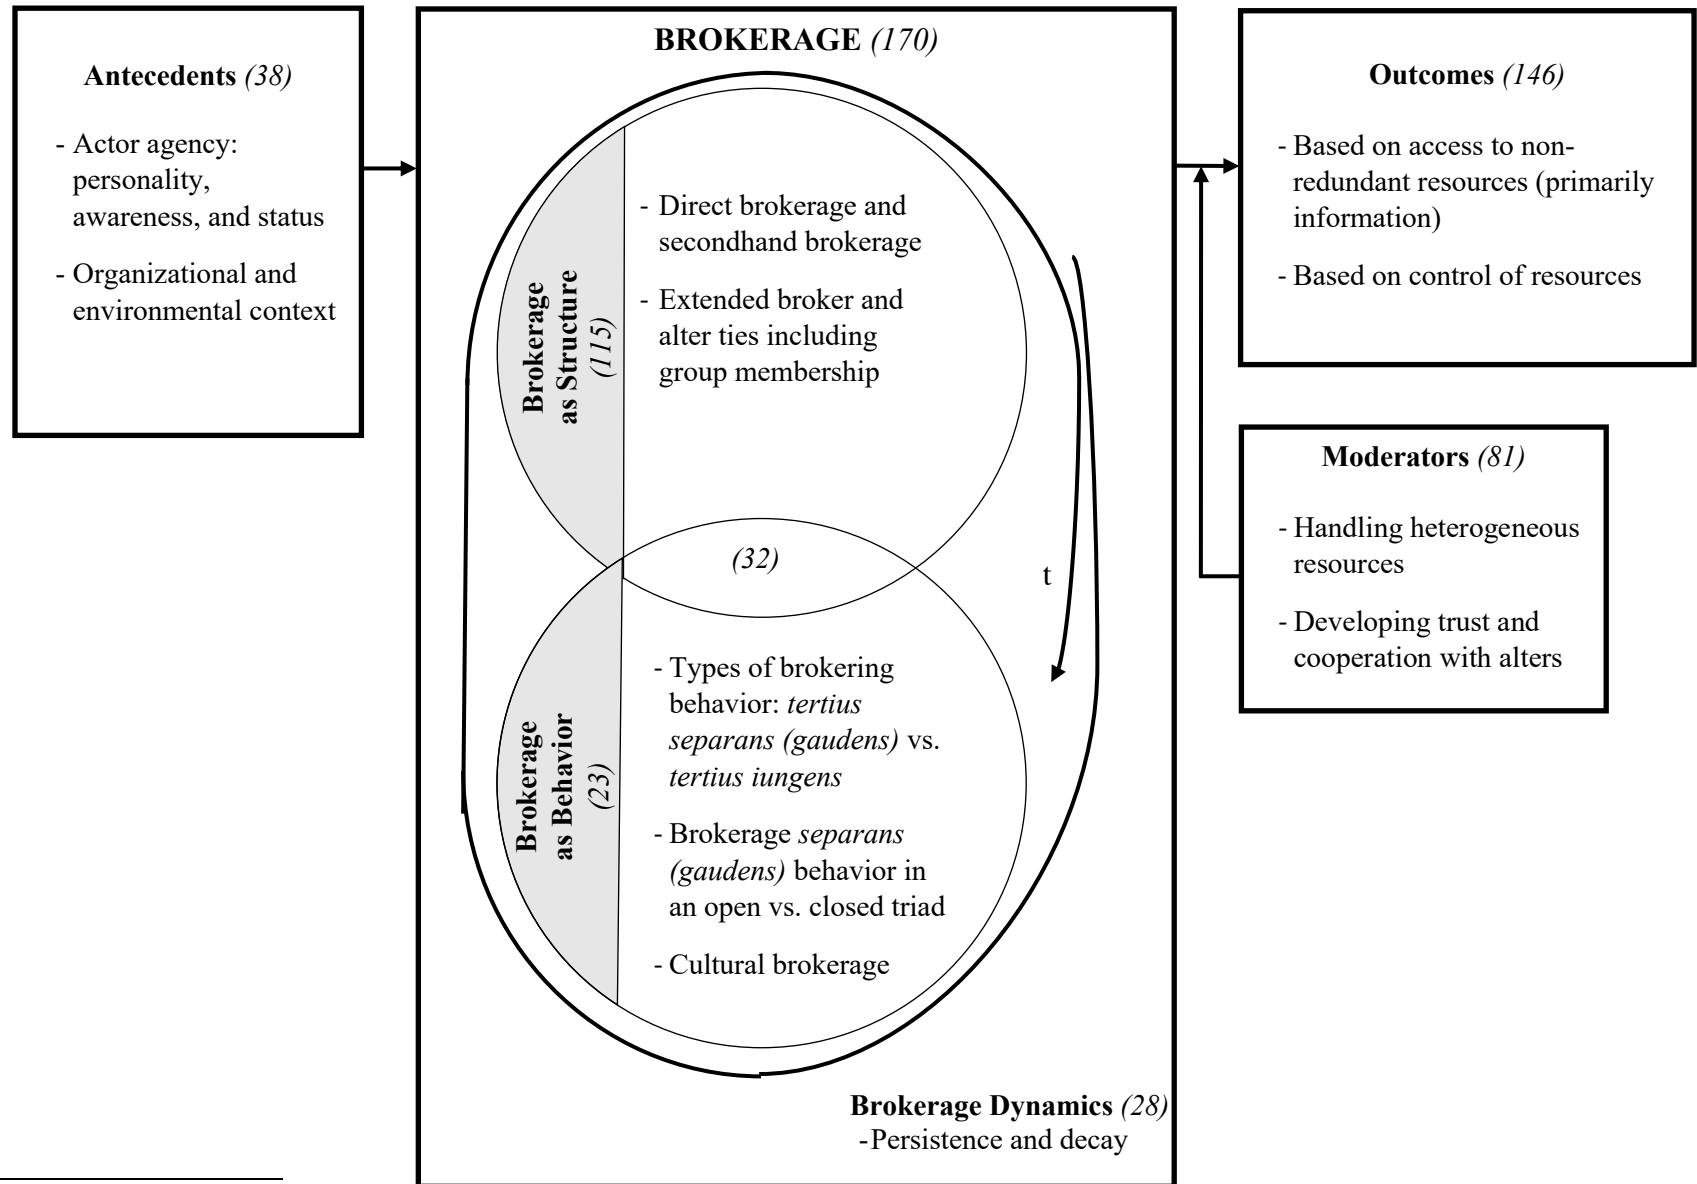 Antecedents (38)
- Actor agency:
personality,
awareness, and status
- Organizational and
environmental context
BROKERAGE (170)
Brokerage
as Structure
(115)
- Direct brokerage and
secondhand brokerage
- Extended broker and
alter ties including
group membership
(32)
t
Brokerage
as Behavior
(23)
- Types of brokering
behavior: tertius
separans (gaudens) vs.
tertius iungens
- Brokerage separans
(gaudens) behavior in
an open vs. closed triad
- Cultural brokerage
Brokerage Dynamics (28)
-Persistence and decay
Outcomes (146)
- Based on access to non-
redundant resources (primarily
information)
- Based on control of resources
Moderators (81)
- Handling heterogeneous
resources
- Developing trust and
cooperation with alters